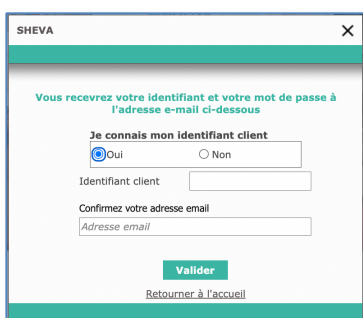 SHEVA
Vous recevrez votre identifiant et votre mot de passe à
l'adresse e-mail ci-dessous
Je connais mon identifiant client
Oui Non
Identifiant client
Confirmez votre adresse email
Adresse email
Valider
Retourner à l'accueil